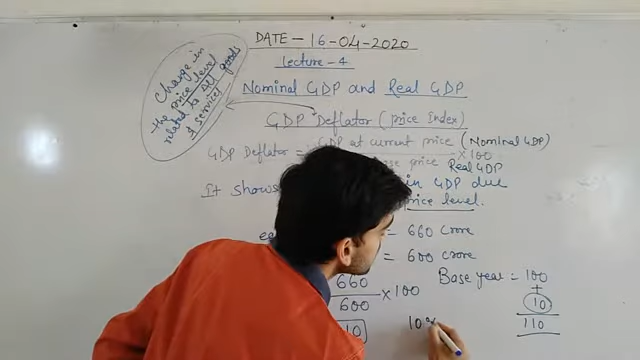 DATE - 16-04-2020
Lecture - 4
Nominal GDP and Real GDP
Change in
the price level
related to All goods
& services
GDP Deflator (price Index)
GDP Deflator = GDP at current price (Nominal GDP)
base price
Real GDP
× 100
It shows in GDP due
price level.
= 660 crore
= 600 crore
660
600
× 100
10
10%
Base year = 100
+
10
110